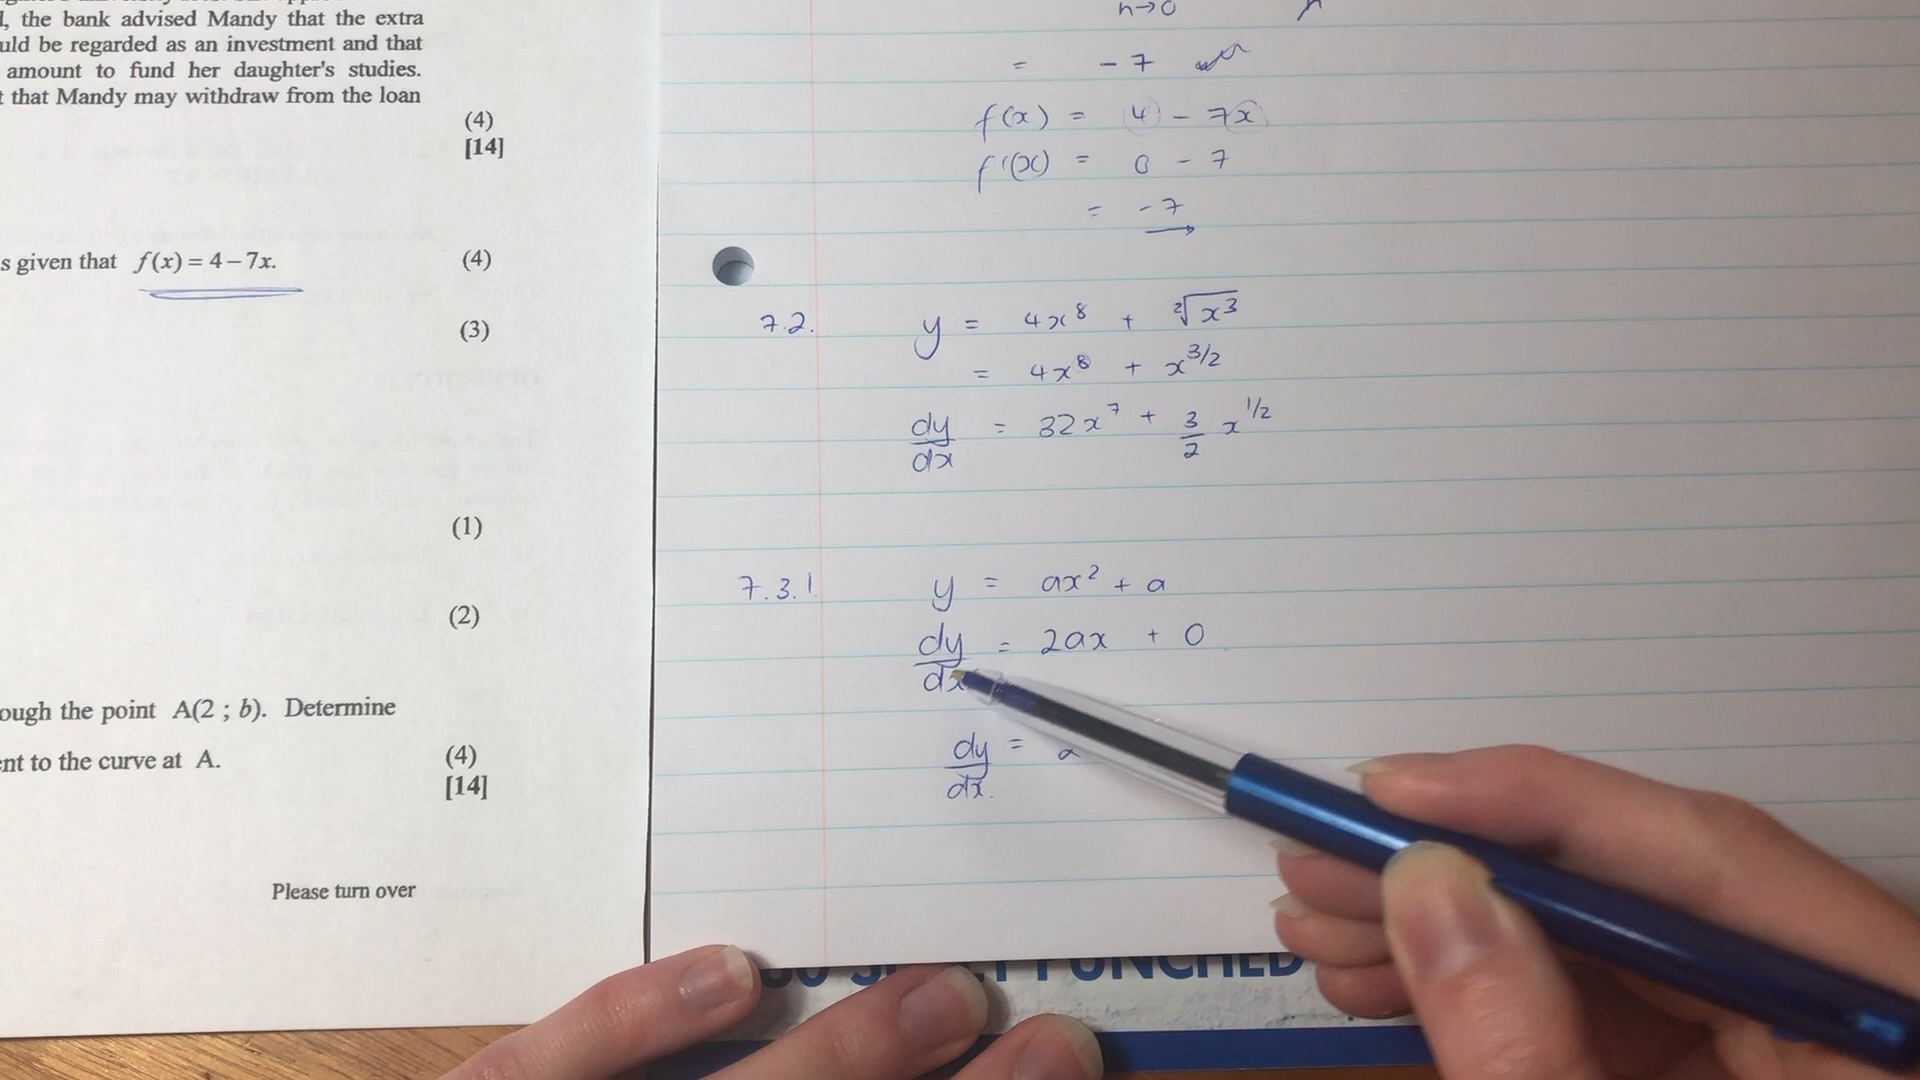 , the bank advised Mandy that the extra
uld be regarded as an investment and that
amount to fund her daughter's studies.
t that Mandy may withdraw from the loan
(4)
[14]
s given that f(x) = 4 – 7x. (4)
(3)
(1)
(2)
ough the point A(2 ; b). Determine
ent to the curve at A. (4)
[14]
Please turn over
h→0 h
= -7
f(x) = 4 - 7x
f'(x) = 0 - 7
= -7
7.2. y = 4x⁸ + ²√x³
= 4x⁸ + x^3/2
dy/dx = 32x⁷ + 3/2 x^1/2
7.3.1 y = ax² + a
dy/dx = 2ax + 0
dy/dx. =
PUNCHED